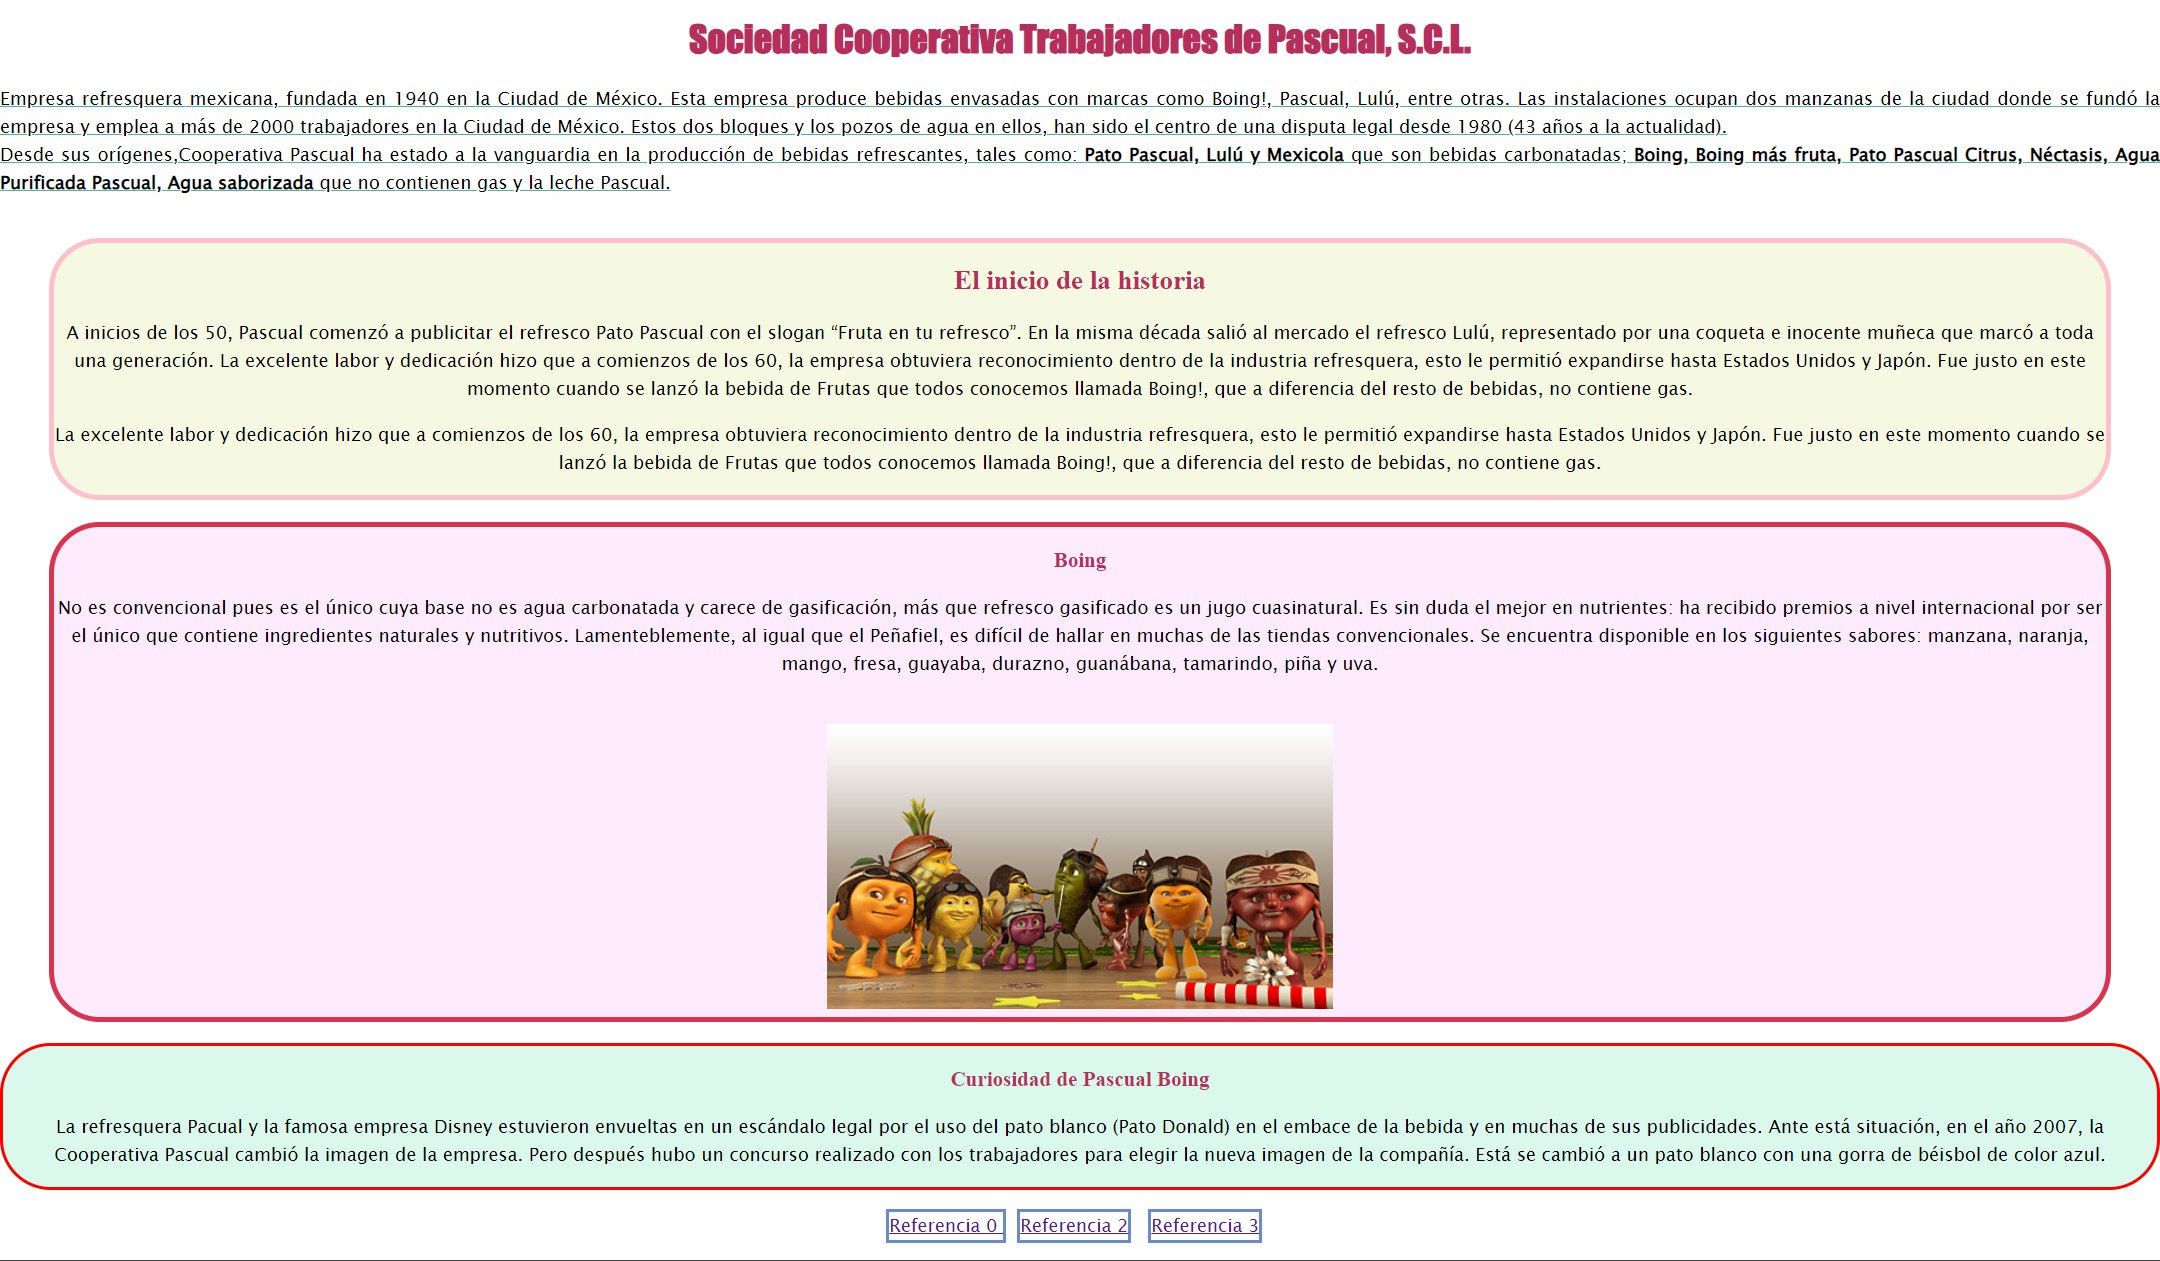 Sociedad Cooperativa Trabajadores de Pascual, S.C.L.
Empresa refresquera mexicana, fundada en 1940 en la Ciudad de México. Esta empresa produce bebidas envasadas con marcas como Boing!, Pascual, Lulú, entre otras. Las instalaciones ocupan dos manzanas de la ciudad donde se fundó la
empresa y emplea a más de 2000 trabajadores en la Ciudad de México. Estos dos bloques y los pozos de agua en ellos, han sido el centro de una disputa legal desde 1980 (43 años a la actualidad).
Desde sus orígenes,Cooperativa Pascual ha estado a la vanguardia en la producción de bebidas refrescantes, tales como: Pato Pascual, Lulú y Mexicola que son bebidas carbonatadas; Boing, Boing más fruta, Pato Pascual Citrus, Néctasis, Agua
Purificada Pascual, Agua saborizada que no contienen gas y la leche Pascual.
El inicio de la historia
A inicios de los 50, Pascual comenzó a publicitar el refresco Pato Pascual con el slogan “Fruta en tu refresco”. En la misma década salió al mercado el refresco Lulú, representado por una coqueta e inocente muñeca que marcó a toda
una generación. La excelente labor y dedicación hizo que a comienzos de los 60, la empresa obtuviera reconocimiento dentro de la industria refresquera, esto le permitió expandirse hasta Estados Unidos y Japón. Fue justo en este
momento cuando se lanzó la bebida de Frutas que todos conocemos llamada Boing!, que a diferencia del resto de bebidas, no contiene gas.
La excelente labor y dedicación hizo que a comienzos de los 60, la empresa obtuviera reconocimiento dentro de la industria refresquera, esto le permitió expandirse hasta Estados Unidos y Japón. Fue justo en este momento cuando se
lanzó la bebida de Frutas que todos conocemos llamada Boing!, que a diferencia del resto de bebidas, no contiene gas.
Boing
No es convencional pues es el único cuya base no es agua carbonatada y carece de gasificación, más que refresco gasificado es un jugo cuasinatural. Es sin duda el mejor en nutrientes: ha recibido premios a nivel internacional por ser
el único que contiene ingredientes naturales y nutritivos. Lamenteblemente, al igual que el Peñafiel, es difícil de hallar en muchas de las tiendas convencionales. Se encuentra disponible en los siguientes sabores: manzana, naranja,
mango, fresa, guayaba, durazno, guanábana, tamarindo, piña y uva.
Curiosidad de Pascual Boing
La refresquera Pacual y la famosa empresa Disney estuvieron envueltas en un escándalo legal por el uso del pato blanco (Pato Donald) en el embace de la bebida y en muchas de sus publicidades. Ante está situación, en el año 2007, la
Cooperativa Pascual cambió la imagen de la empresa. Pero después hubo un concurso realizado con los trabajadores para elegir la nueva imagen de la compañía. Está se cambió a un pato blanco con una gorra de béisbol de color azul.
Referencia 0 Referencia 2 Referencia 3